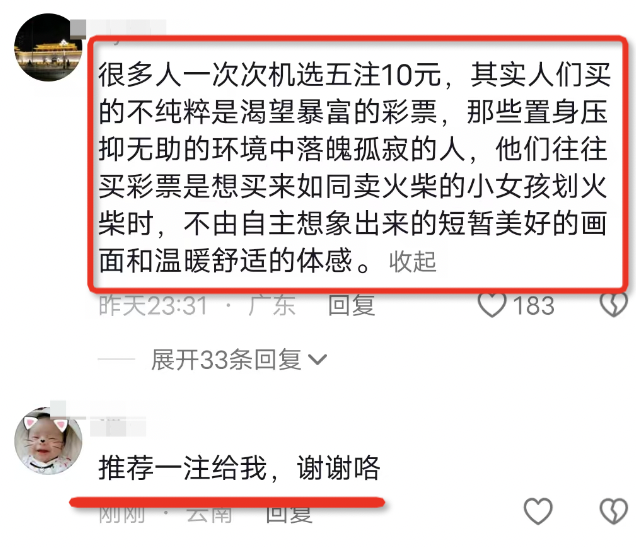 很多人一次次机选五注10元，其实人们买
的不纯粹是渴望暴富的彩票，那些置身压
抑无助的环境中落魄孤寂的人，他们往往
买彩票是想买来如同卖火柴的小女孩划火
柴时，不由自主想象出来的短暂美好的画
面和温暖舒适的体感。 收起
昨天23:31 · 广东 回复 183
展开33条回复
推荐一注给我，谢谢咯
刚刚 · 云南 回复